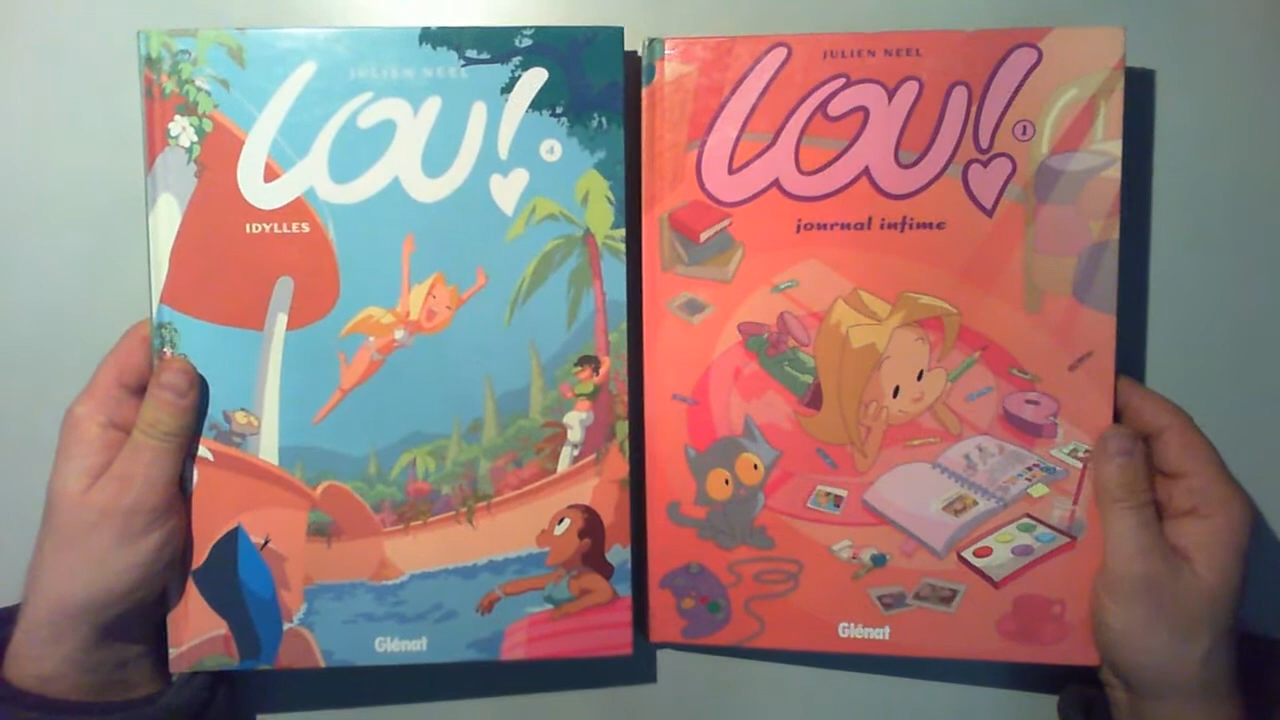 JULIEN NEEL
LOU!
4
IDYLLES
Glénat
JULIEN NEEL
LOU!
1
journal infime
Glénat